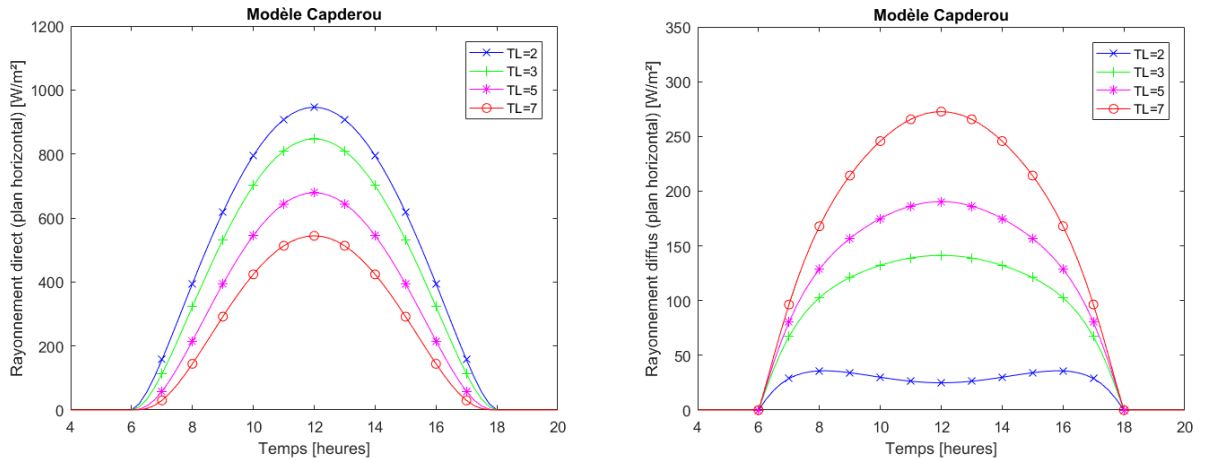 Modèle Capderou
Rayonnement direct (plan horizontal) [W/m²]
1200
1000
800
600
400
200
0
TL=2
TL=3
TL=5
TL=7
4 6 8 10 12 14 16 18 20
Temps [heures]
Modèle Capderou
Rayonnement diffus (plan horizontal) [W/m²]
350
300
250
200
150
100
50
0
TL=2
TL=3
TL=5
TL=7
4 6 8 10 12 14 16 18 20
Temps [heures]